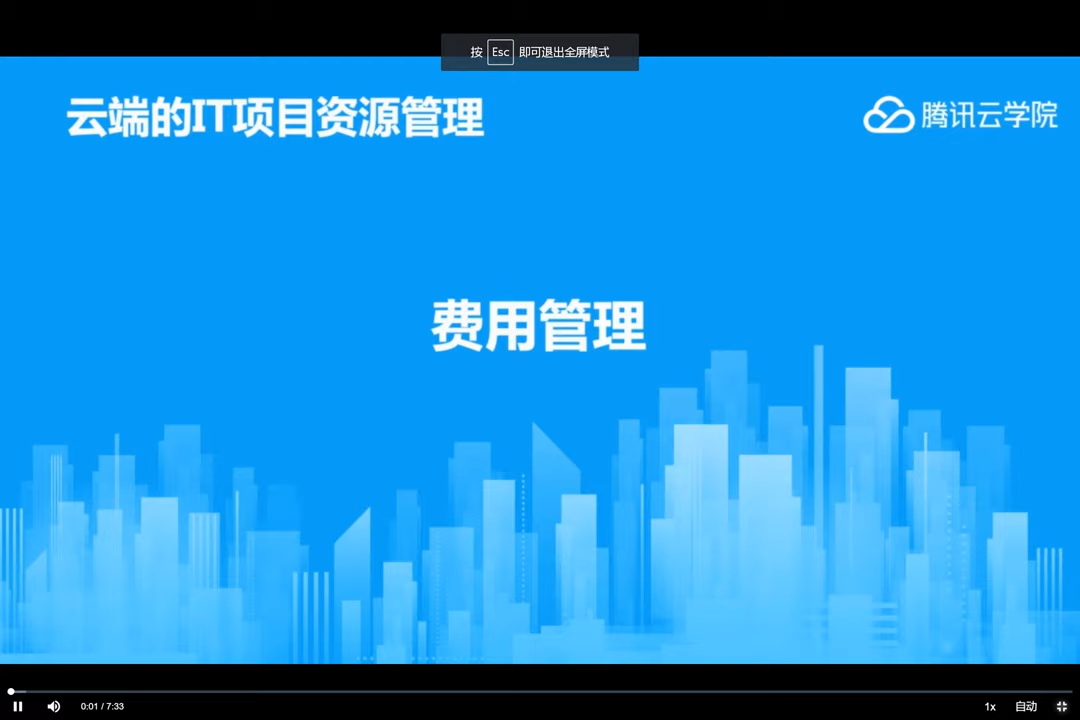 按 Esc 即可退出全屏模式
云端的IT项目资源管理
腾讯云学院
费用管理
0:01 / 7:33
1x
自动